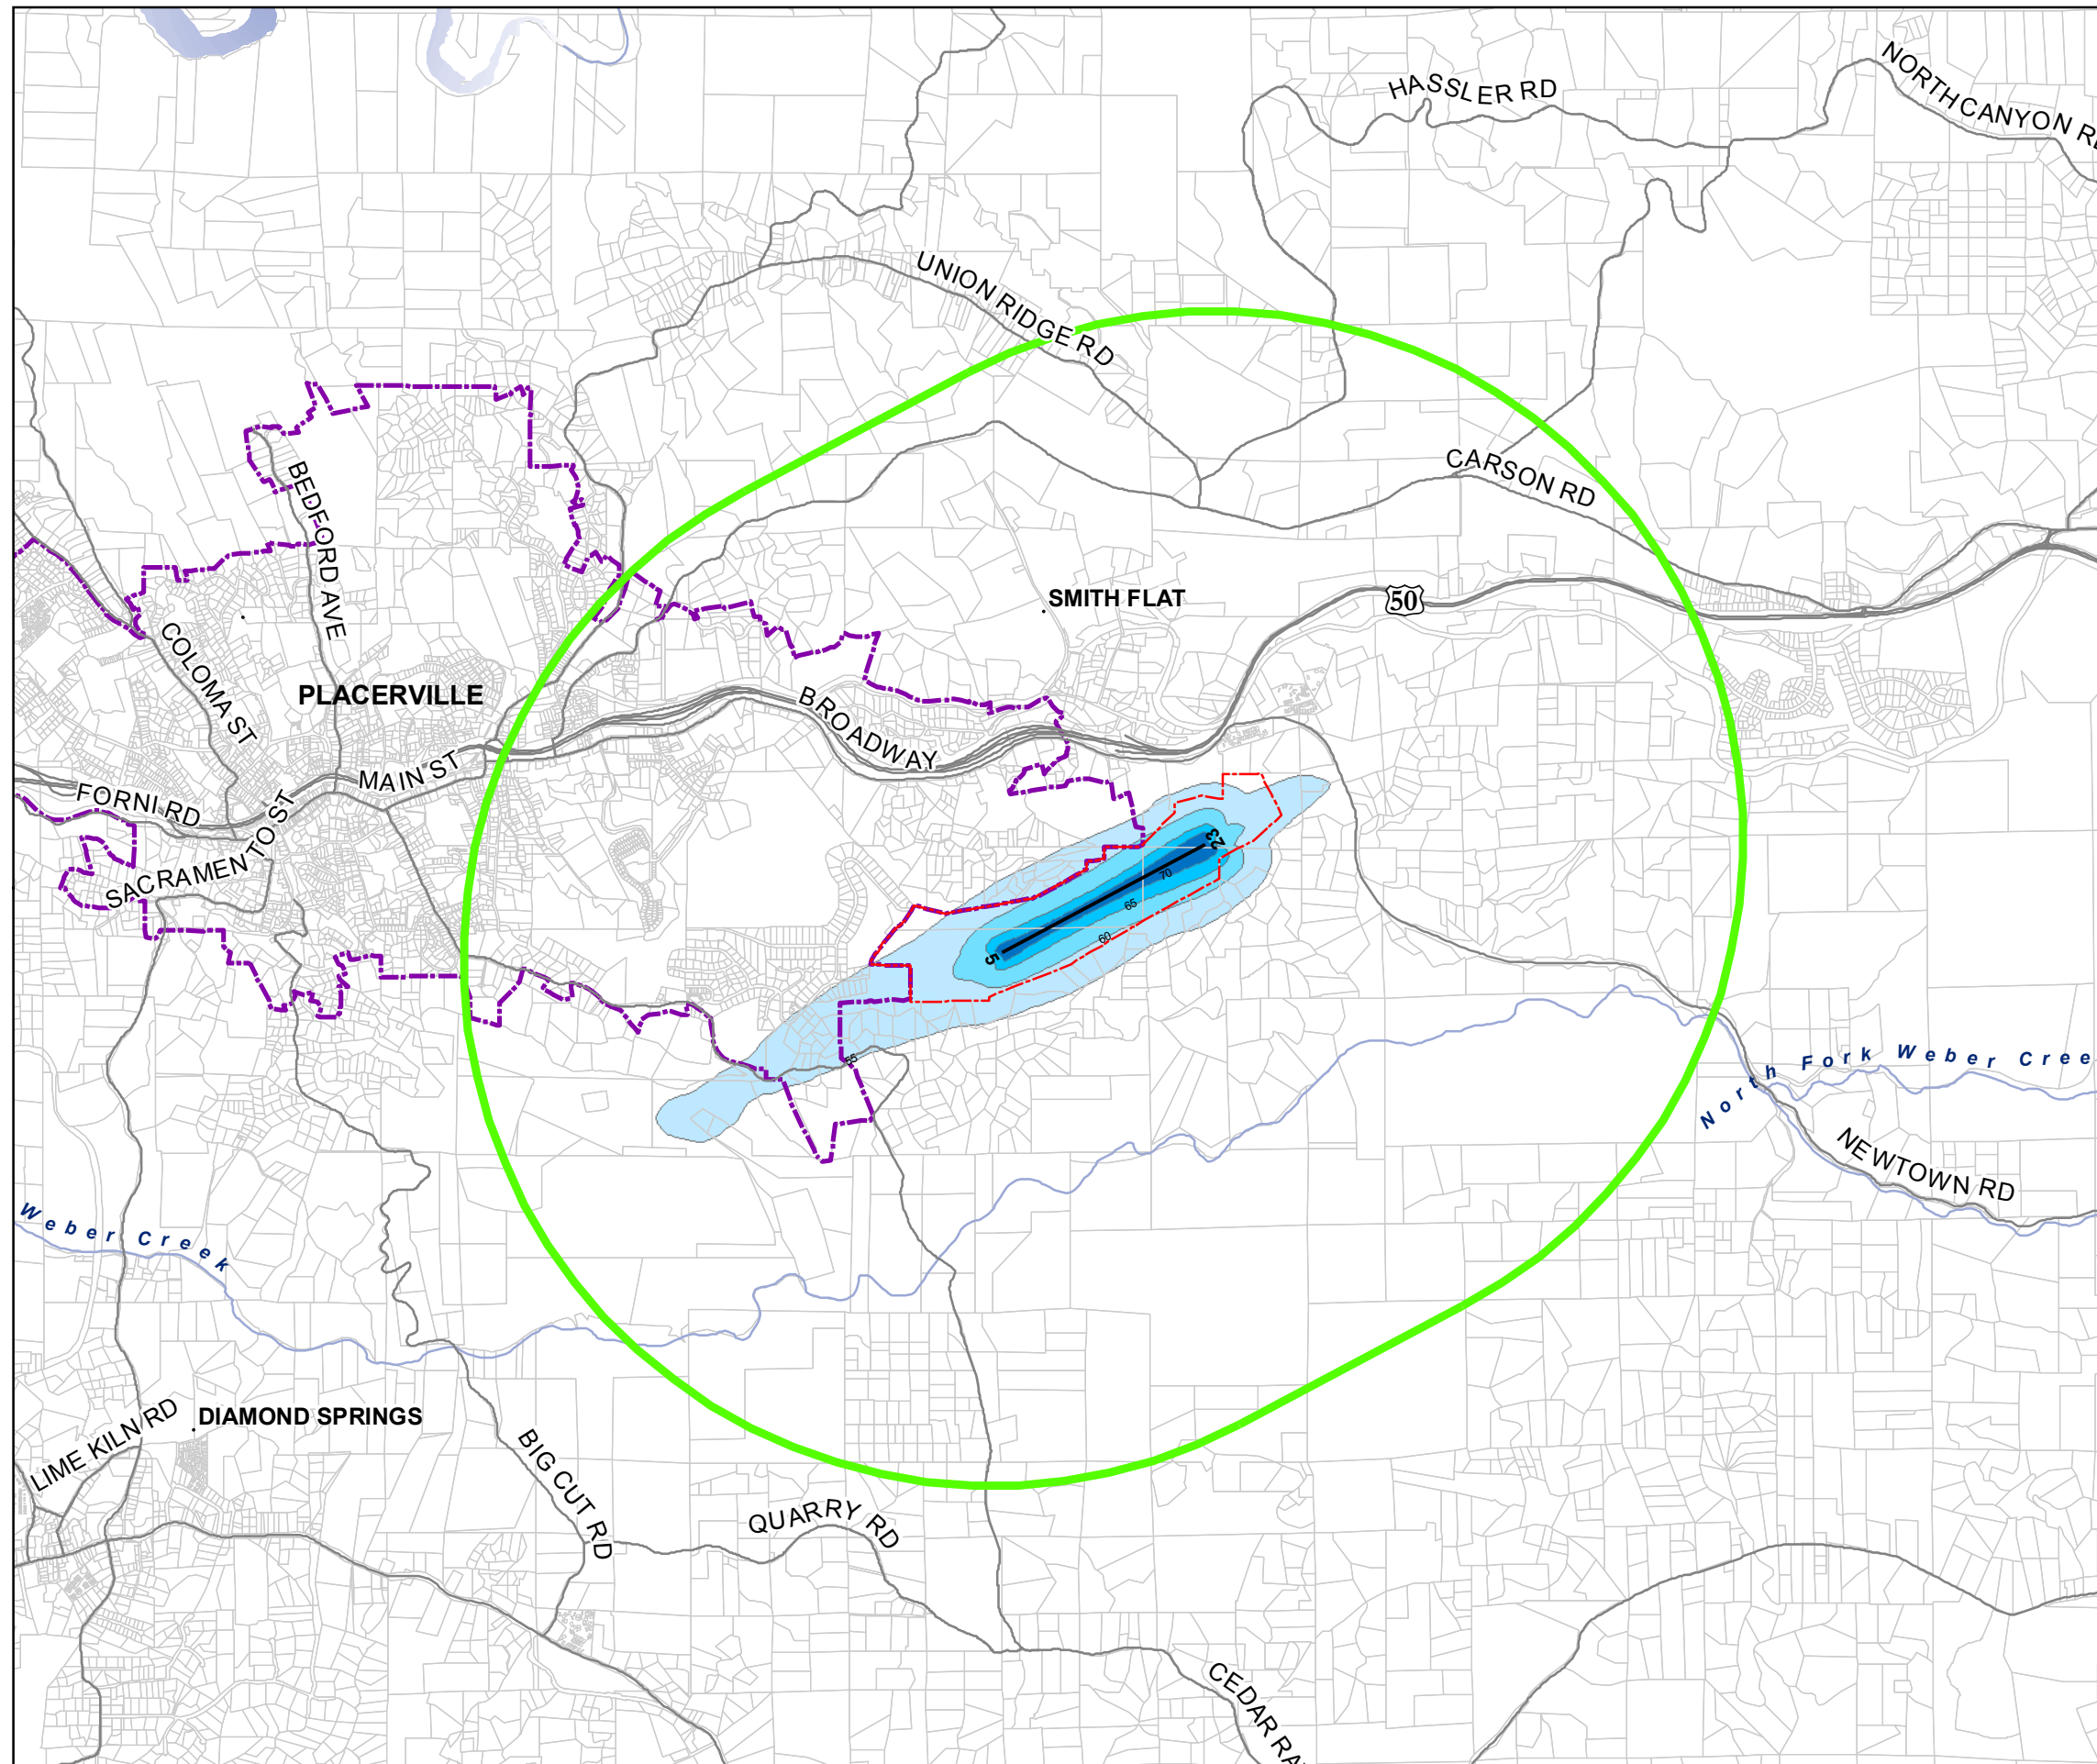 HASSLER RD
NORTH CANYON RD
UNION RIDGE RD
CARSON RD
BEDFORD AVE
50
SMITH FLAT
COLOMA ST
PLACERVILLE
BROADWAY
MAIN ST
FORNI RD
SACRAMENTO ST
23
70
65
60
5
55
North Fork Weber Cree
NEWTOWN RD
Weber Creek
DIAMOND SPRINGS
LIME KILN RD
BIG CUT RD
QUARRY RD
CEDAR RA